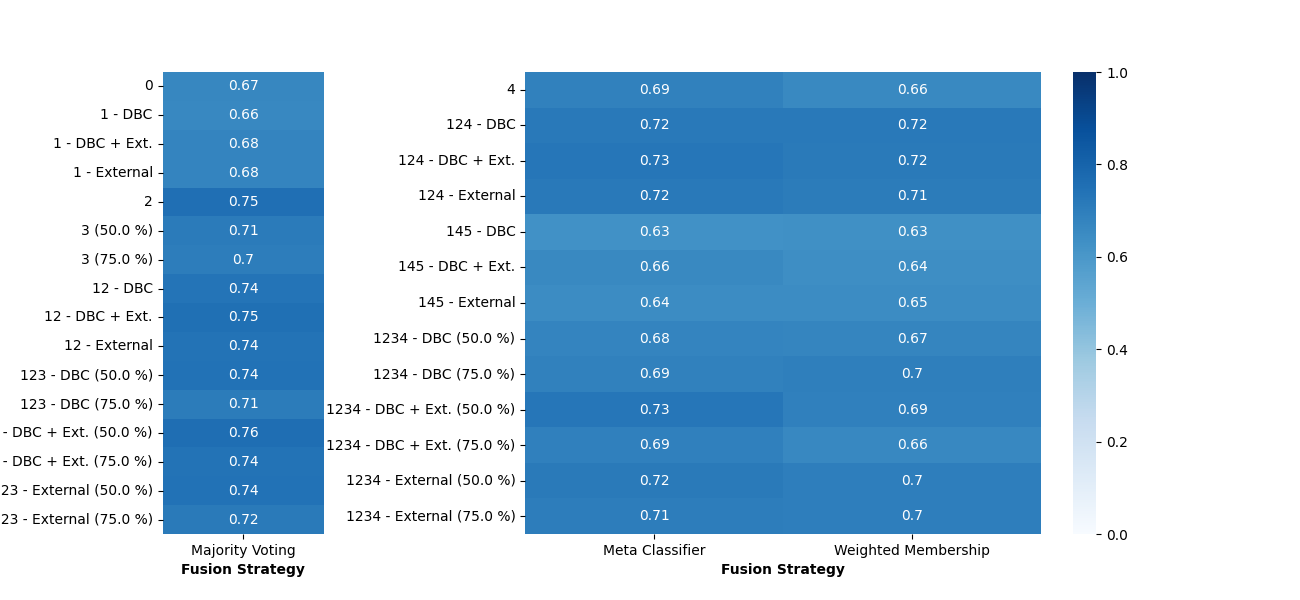 0 0.67
1 - DBC 0.66
1 - DBC + Ext. 0.68
1 - External 0.68
2 0.75
3 (50.0 %) 0.71
3 (75.0 %) 0.7
12 - DBC 0.74
12 - DBC + Ext. 0.75
12 - External 0.74
123 - DBC (50.0 %) 0.74
123 - DBC (75.0 %) 0.71
- DBC + Ext. (50.0 %) 0.76
- DBC + Ext. (75.0 %) 0.74
23 - External (50.0 %) 0.74
23 - External (75.0 %) 0.72
Majority Voting
Fusion Strategy
4 0.69 0.66
124 - DBC 0.72 0.72
124 - DBC + Ext. 0.73 0.72
124 - External 0.72 0.71
145 - DBC 0.63 0.63
145 - DBC + Ext. 0.66 0.64
145 - External 0.64 0.65
1234 - DBC (50.0 %) 0.68 0.67
1234 - DBC (75.0 %) 0.69 0.7
1234 - DBC + Ext. (50.0 %) 0.73 0.69
1234 - DBC + Ext. (75.0 %) 0.69 0.66
1234 - External (50.0 %) 0.72 0.7
1234 - External (75.0 %) 0.71 0.7
Meta Classifier Weighted Membership
Fusion Strategy
1.0
0.8
0.6
0.4
0.2
0.0